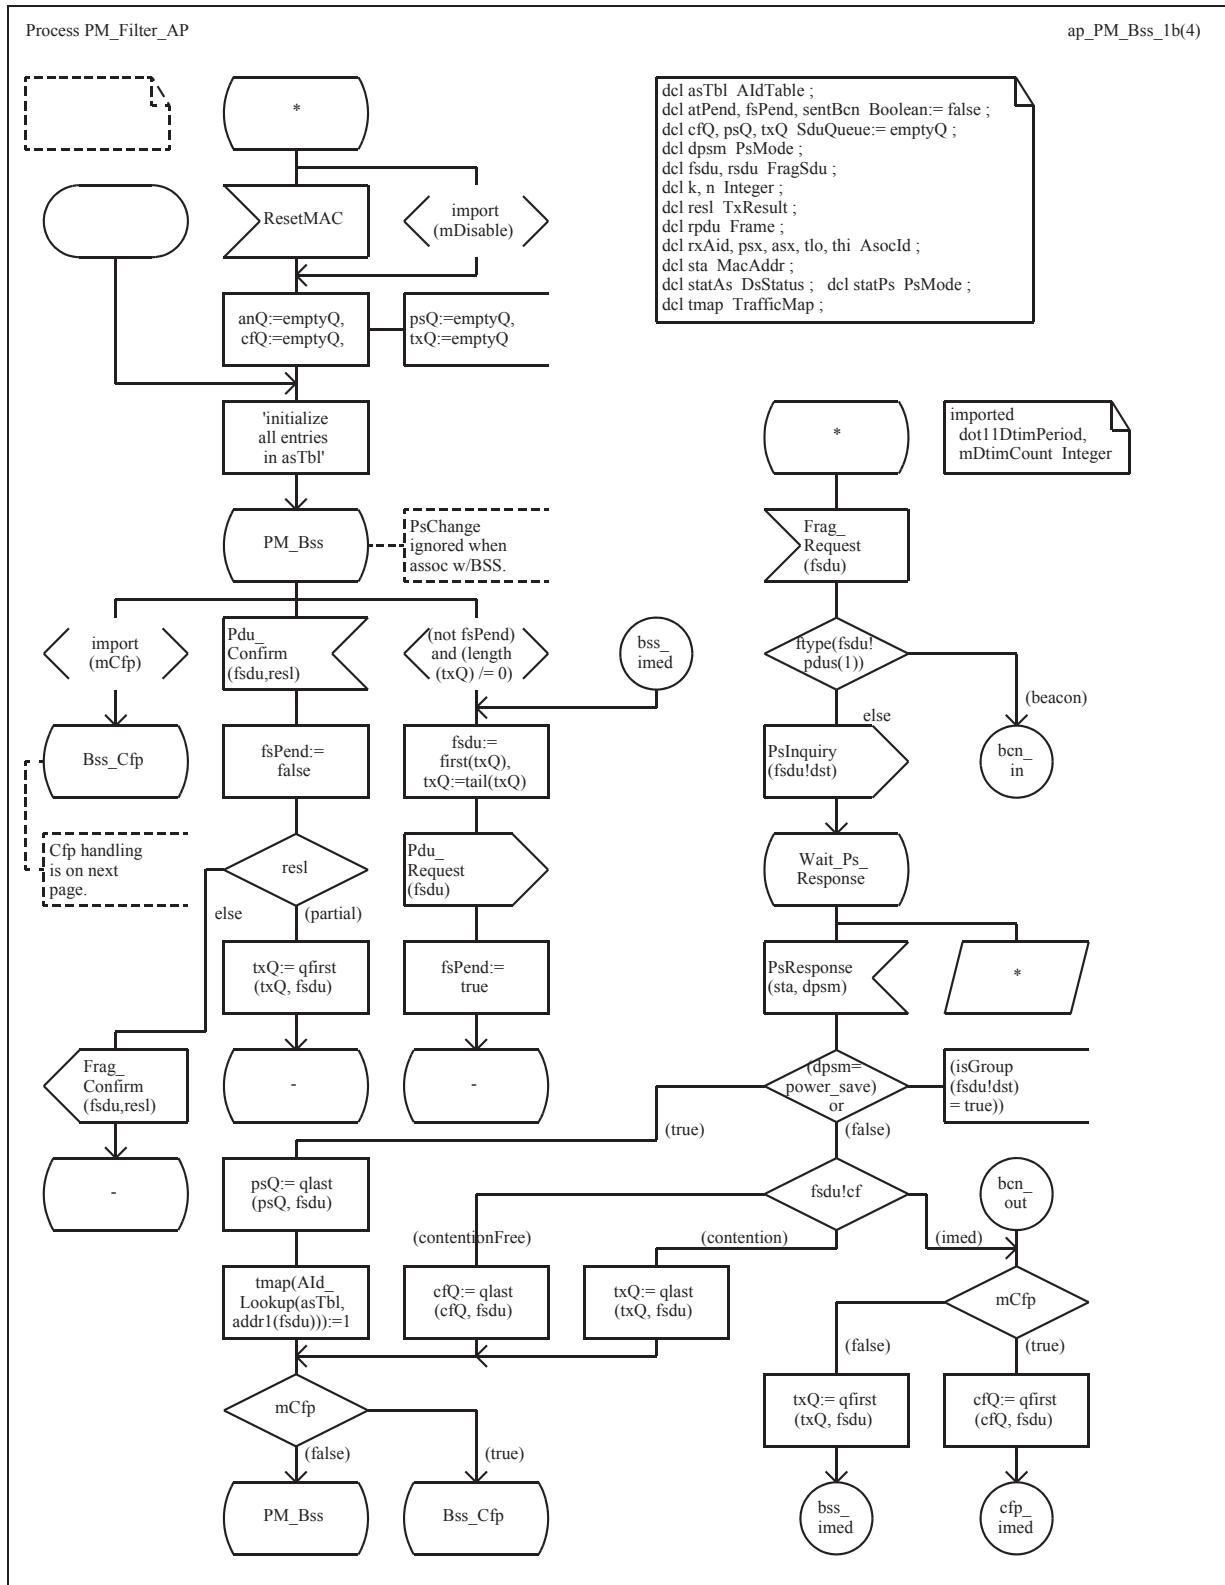 Process PM_Filter_AP
ap_PM_Bss_1b(4)
*
dcl asTbl AIdTable ;
dcl atPend, fsPend, sentBcn Boolean:= false ;
dcl cfQ, psQ, txQ SduQueue:= emptyQ ;
dcl dpsm PsMode ;
dcl fsdu, rsdu FragSdu ;
dcl k, n Integer ;
dcl resl TxResult ;
dcl rpdu Frame ;
dcl rxAid, psx, asx, tlo, thi AsocId ;
dcl sta MacAddr ;
dcl statAs DsStatus ; dcl statPs PsMode ;
dcl tmap TrafficMap ;
ResetMAC
import
(mDisable)
anQ:=emptyQ,
cfQ:=emptyQ,
psQ:=emptyQ,
txQ:=emptyQ
'initialize
all entries
in asTbl'
PM_Bss
PsChange
ignored when
assoc w/BSS.
import
(mCfp)
Pdu_
Confirm
(fsdu,resl)
(not fsPend)
and (length
(txQ) /= 0)
bss_
imed
Bss_Cfp
fsPend:=
false
fsdu:=
first(txQ),
txQ:=tail(txQ)
Cfp handling
is on next
page.
resl
Pdu_
Request
(fsdu)
else
(partial)
txQ:= qfirst
(txQ, fsdu)
fsPend:=
true
Frag_
Confirm
(fsdu,resl)
-
-
-
*
imported
dot11DtimPeriod,
mDtimCount Integer
Frag_
Request
(fsdu)
ftype(fsdu!
pdus(1))
(beacon)
else
PsInquiry
(fsdu!dst)
bcn_
in
Wait_Ps_
Response
PsResponse
(sta, dpsm)
*
(dpsm=
power_save)
or
(isGroup
(fsdu!dst)
= true))
(true)
(false)
psQ:= qlast
(psQ, fsdu)
fsdu!cf
bcn_
out
(contentionFree)
(contention)
(imed)
tmap(AId_
Lookup(asTbl,
addr1(fsdu))):=1
cfQ:= qlast
(cfQ, fsdu)
txQ:= qlast
(txQ, fsdu)
mCfp
(false)
(true)
mCfp
(false)
(true)
txQ:= qfirst
(txQ, fsdu)
cfQ:= qfirst
(cfQ, fsdu)
PM_Bss
Bss_Cfp
bss_
imed
cfp_
imed